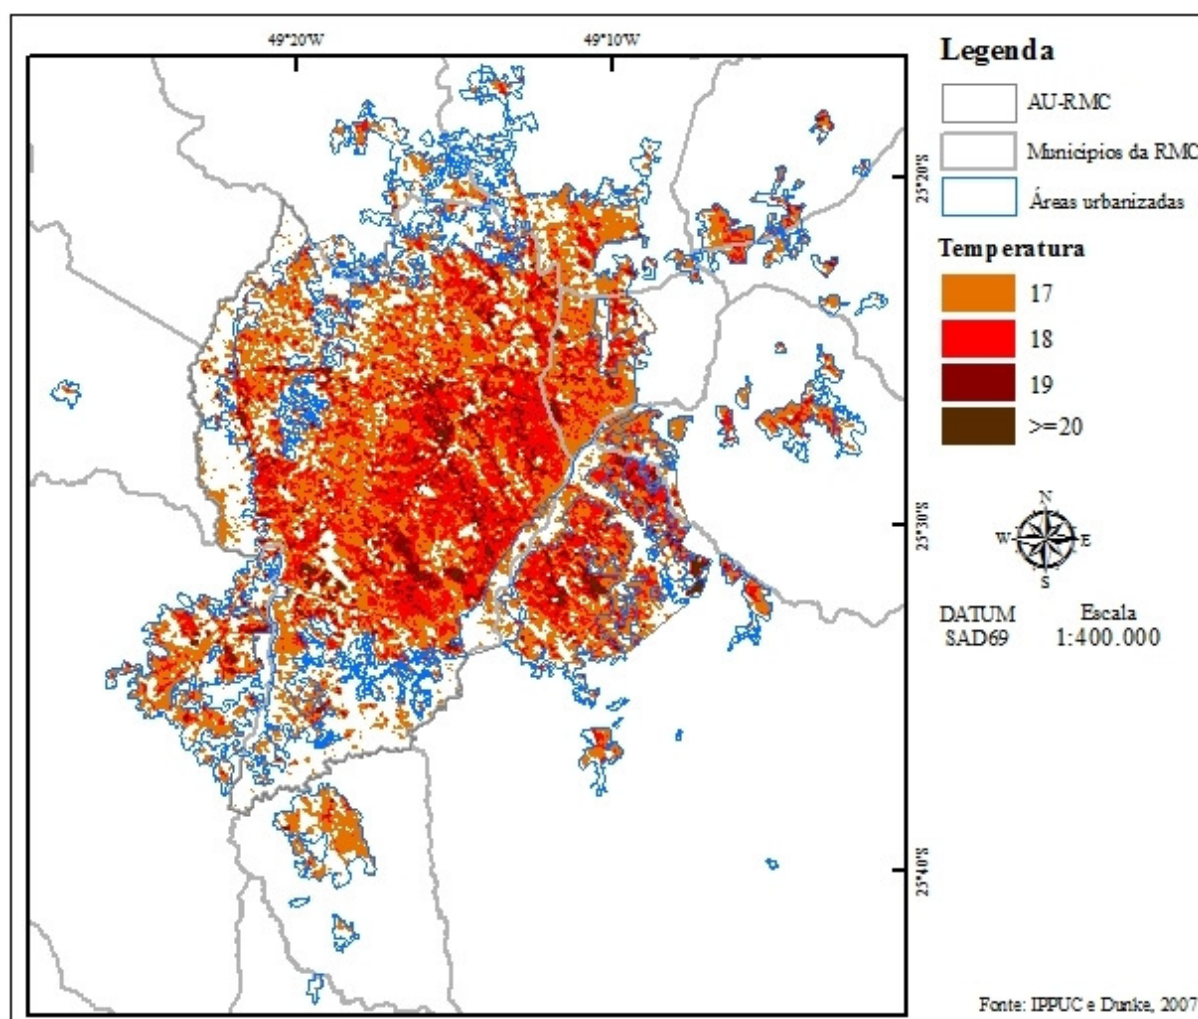 49°20'W
49°10'W
Legenda
AU-RMC
Municípios da RMC
Áreas urbanizadas
Temperatura
17
18
19
>=20
N
W
E
S
DATUM
SAD69
Escala
1:400.000
25°20'S
25°30'S
25°40'S
Fonte: IPPUC e Dunke, 2007